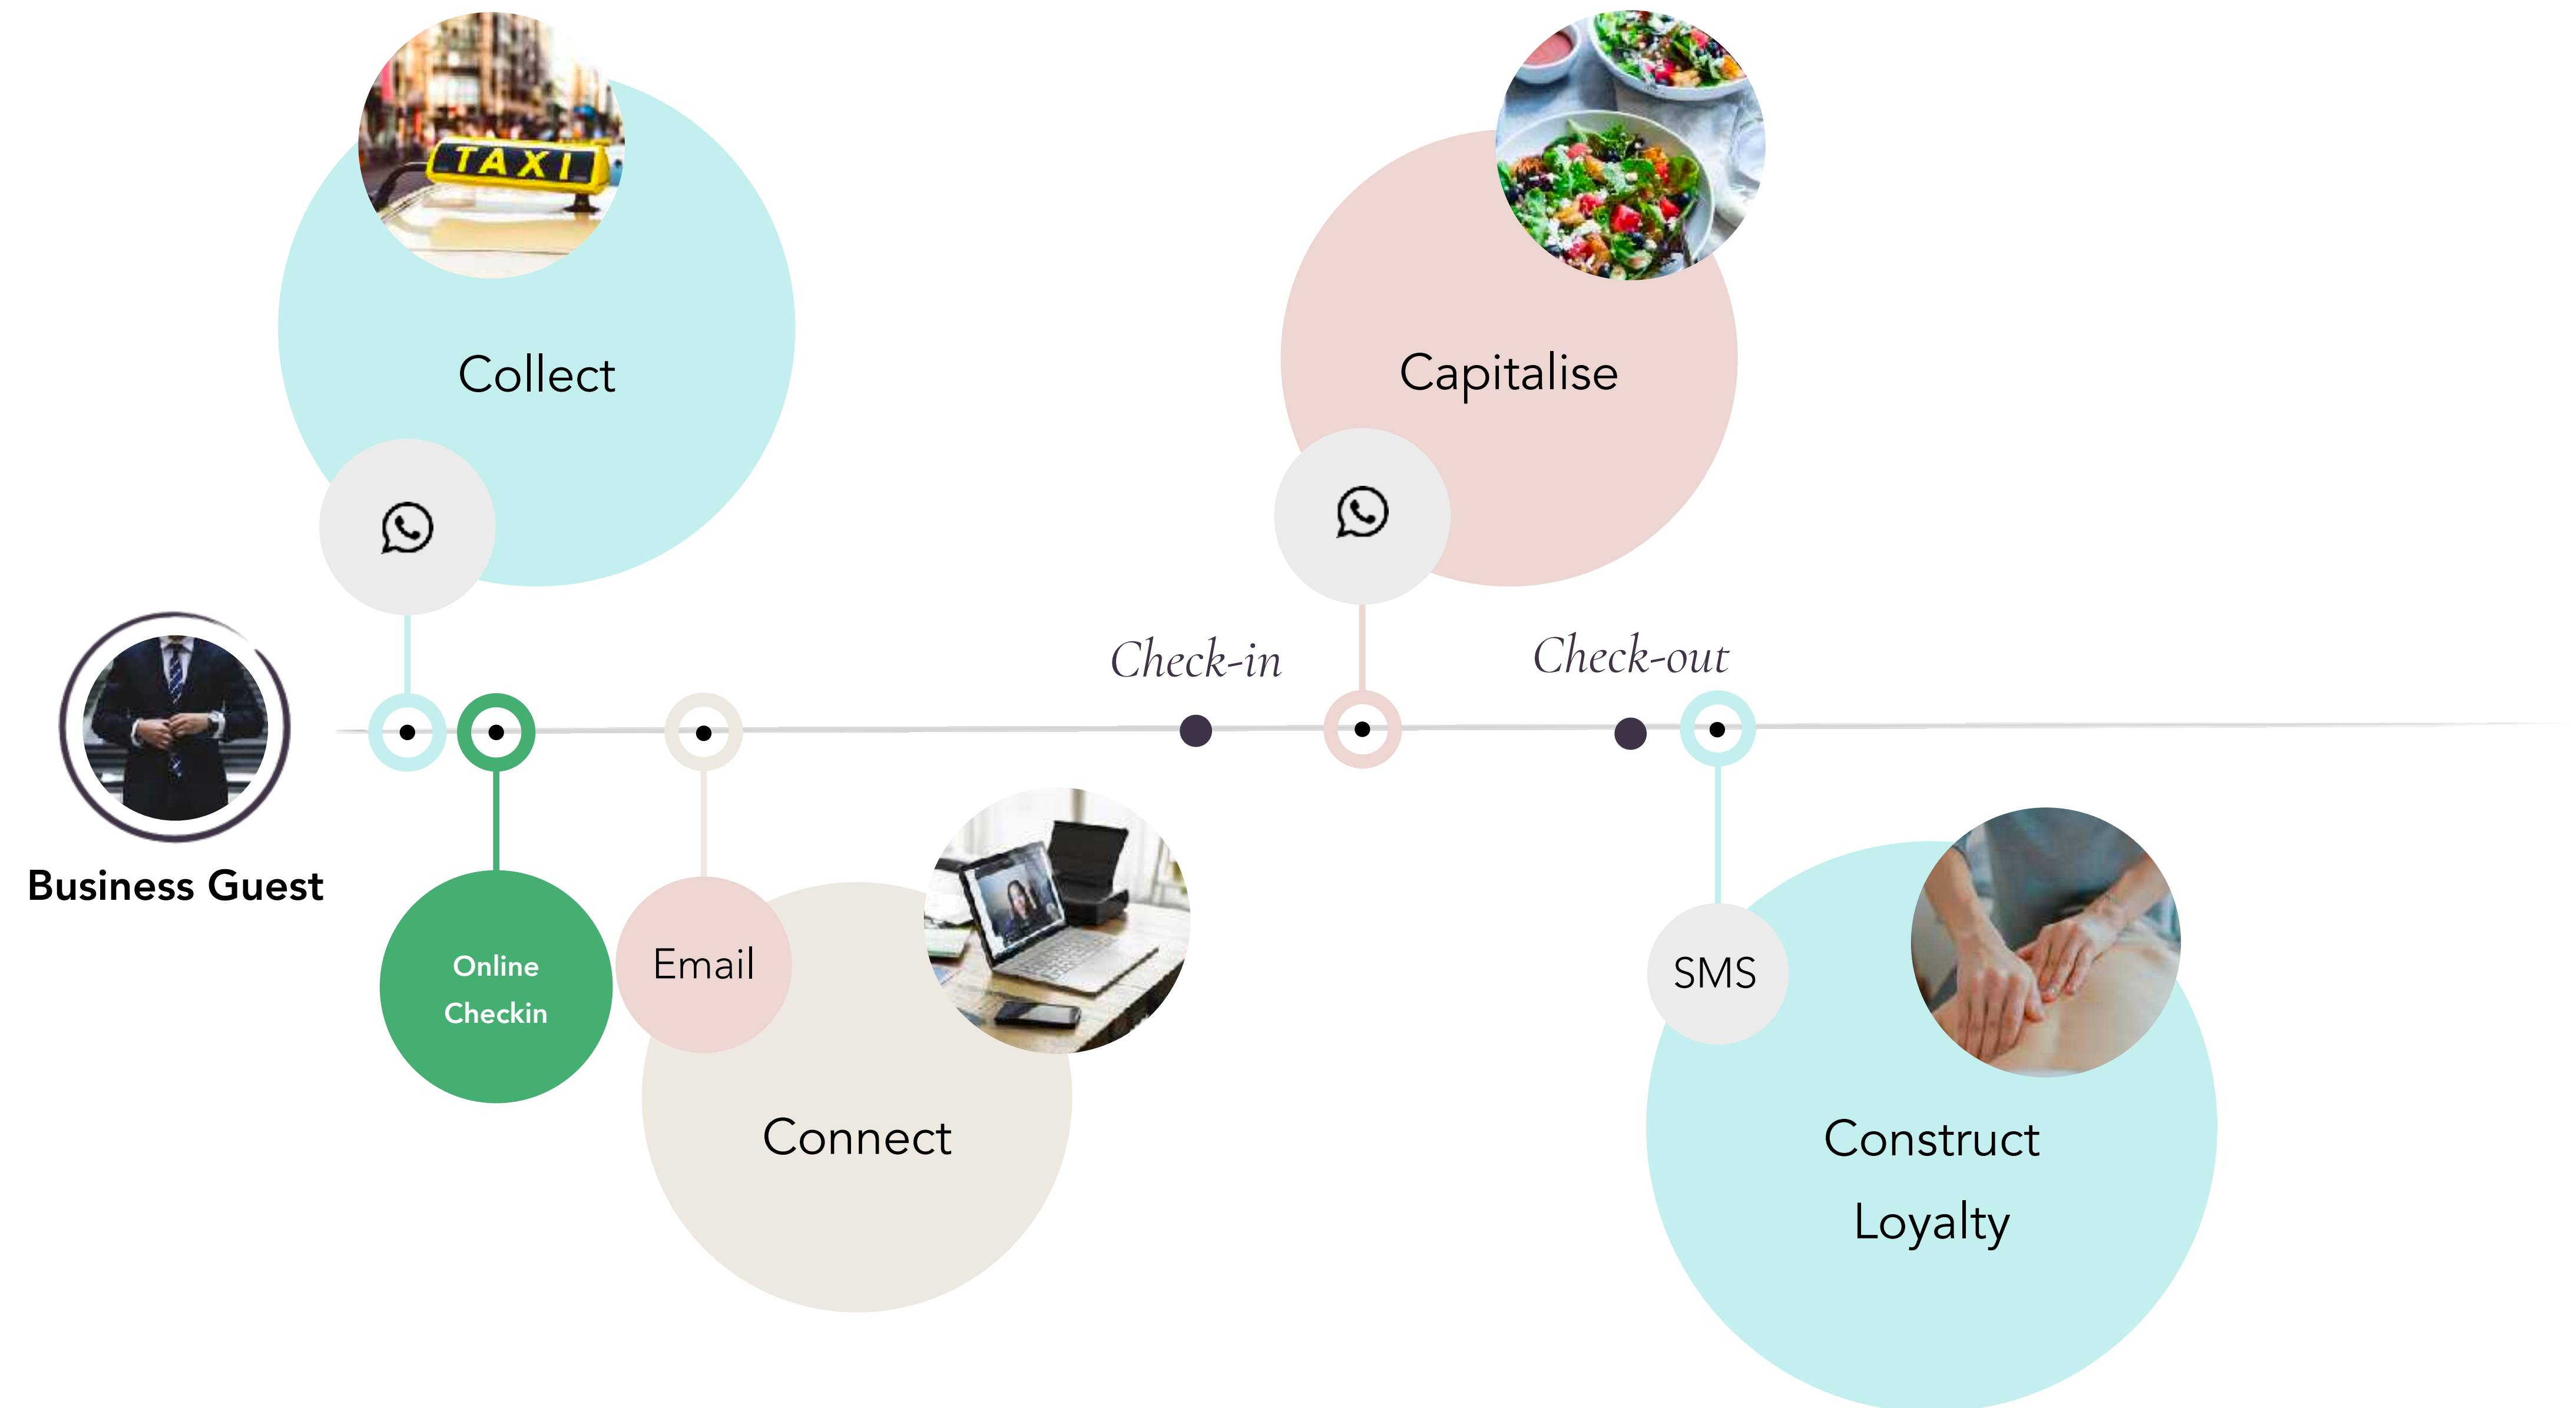 TAXI
Collect
Capitalise
Check-in
Check-out
Business Guest
Online
Checkin
Email
Connect
SMS
Construct
Loyalty